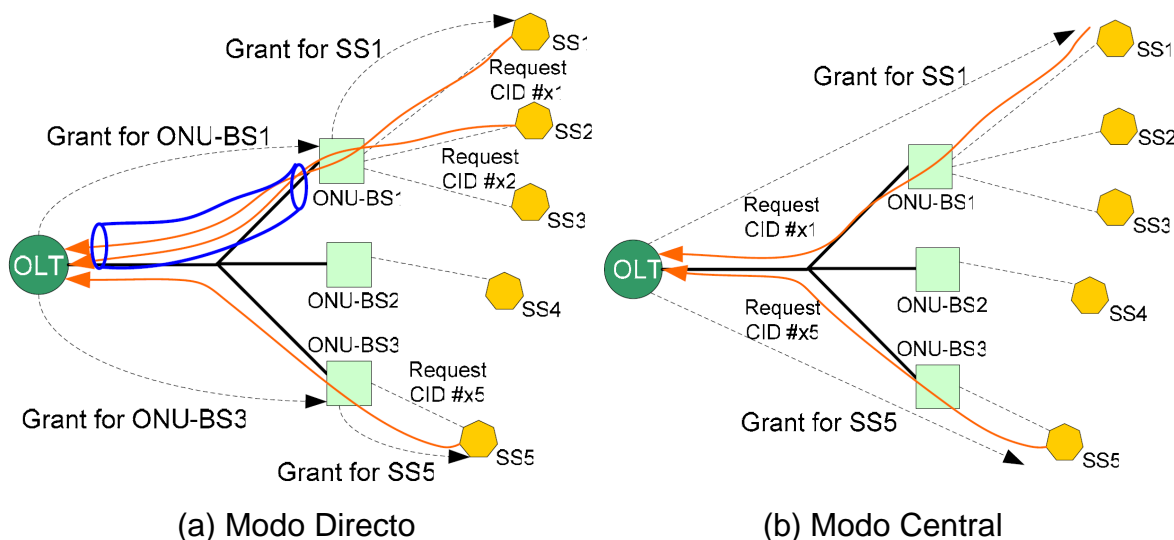 Grant for SS1
SS1
Request
CID #x1
Grant for ONU-BS1
SS2
Request
CID #x2
ONU-BS1
SS3
OLT
ONU-BS2
SS4
ONU-BS3
Request
CID #x5
Grant for ONU-BS3
SS5
Grant for SS5
(a) Modo Directo
SS1
Grant for SS1
SS2
ONU-BS1
SS3
Request
CID #x1
OLT
ONU-BS2
SS4
Request
CID #x5
ONU-BS3
Grant for SS5
SS5
(b) Modo Central